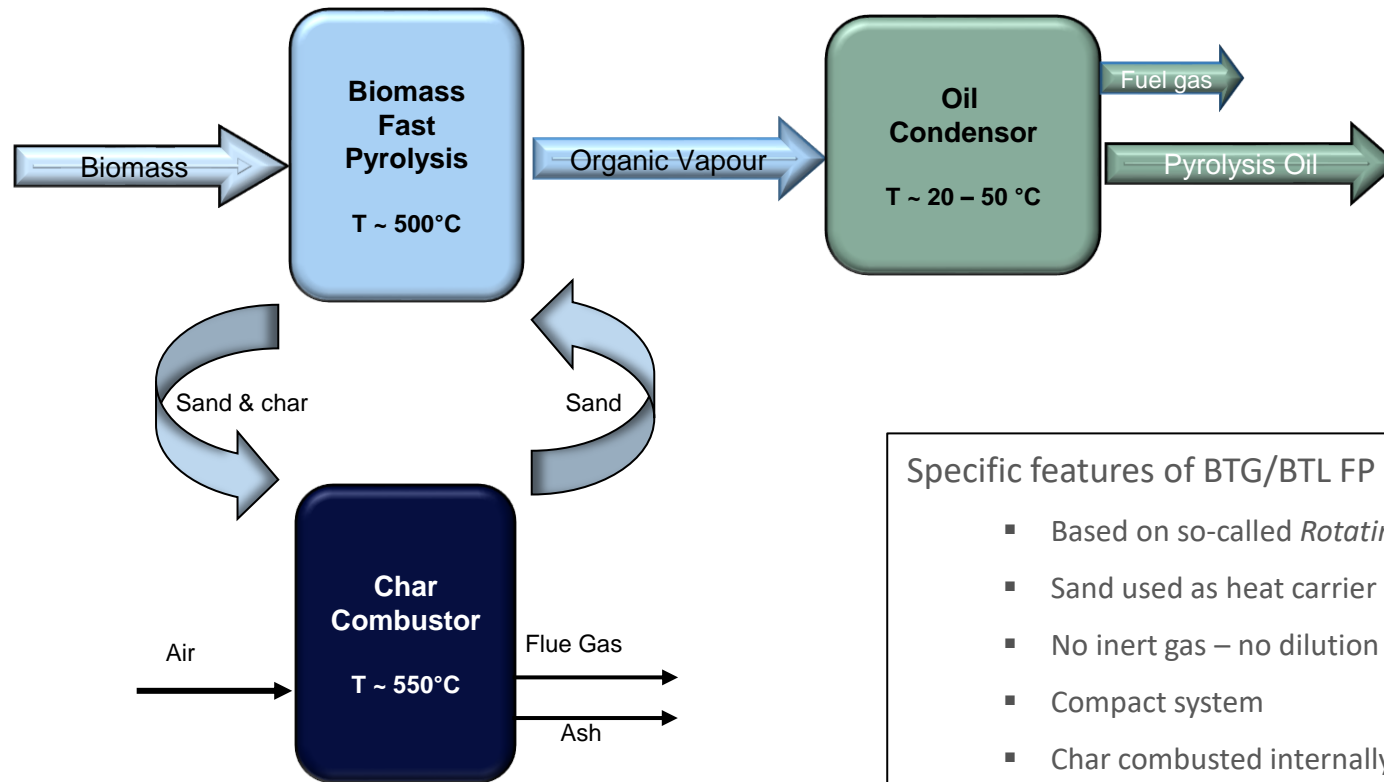 Biomass
Fast
Pyrolysis
T ~ 500°C
Oil
Condensor
T ~ 20 – 50 °C
Fuel gas
Biomass
Organic Vapour
Pyrolysis Oil
Sand & char
Sand
Char
Combustor
T ~ 550°C
Air
Flue Gas
Ash
Specific features of BTG/BTL FP
▪ Based on so-called
▪ Sand used as heat carrier
▪ No inert gas – no dilution
▪ Compact system
▪ Char combusted internally